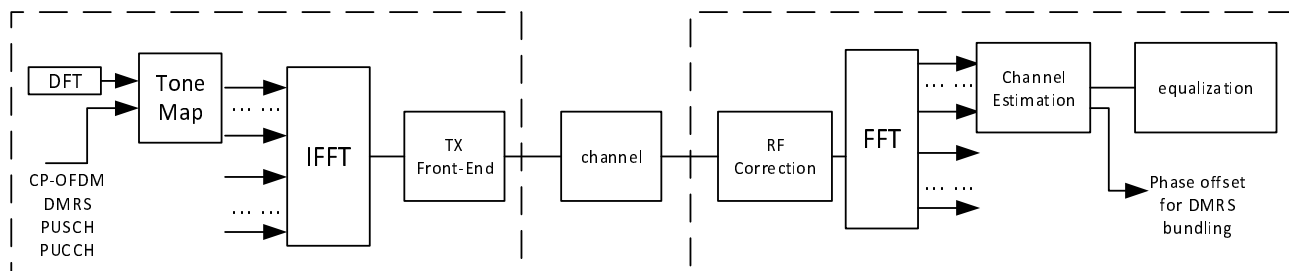 DFT
Tone
Map
CP-OFDM
DMRS
PUSCH
PUCCH
... ...
... ...
IFFT
TX
Front-End
channel
RF
Correction
FFT
... ...
... ...
Channel
Estimation
equalization
Phase offset
for DMRS
bundling